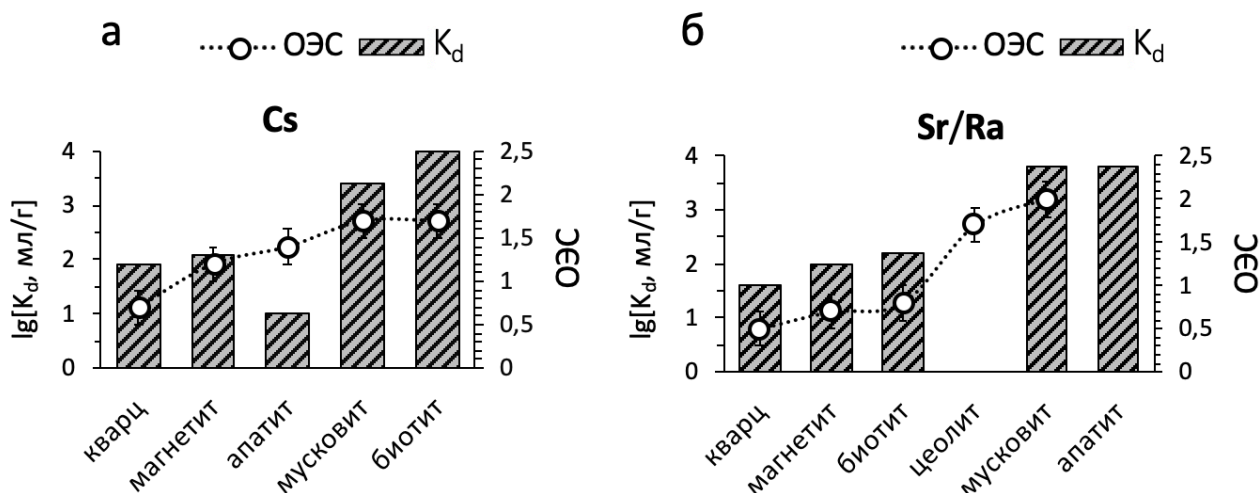 а
ОЭС K_d
Cs
lg[K_d, мл/г]
4
3
2
1
0
2,5
2
1,5
1
0,5
0
ОЭС
кварц
магнетит
апатит
мусковит
биотит
б
ОЭС K_d
Sr/Ra
lg[K_d, мл/г]
4
3
2
1
0
2,5
2
1,5
1
0,5
0
ОЭС
кварц
магнетит
биотит
цеолит
мусковит
апатит